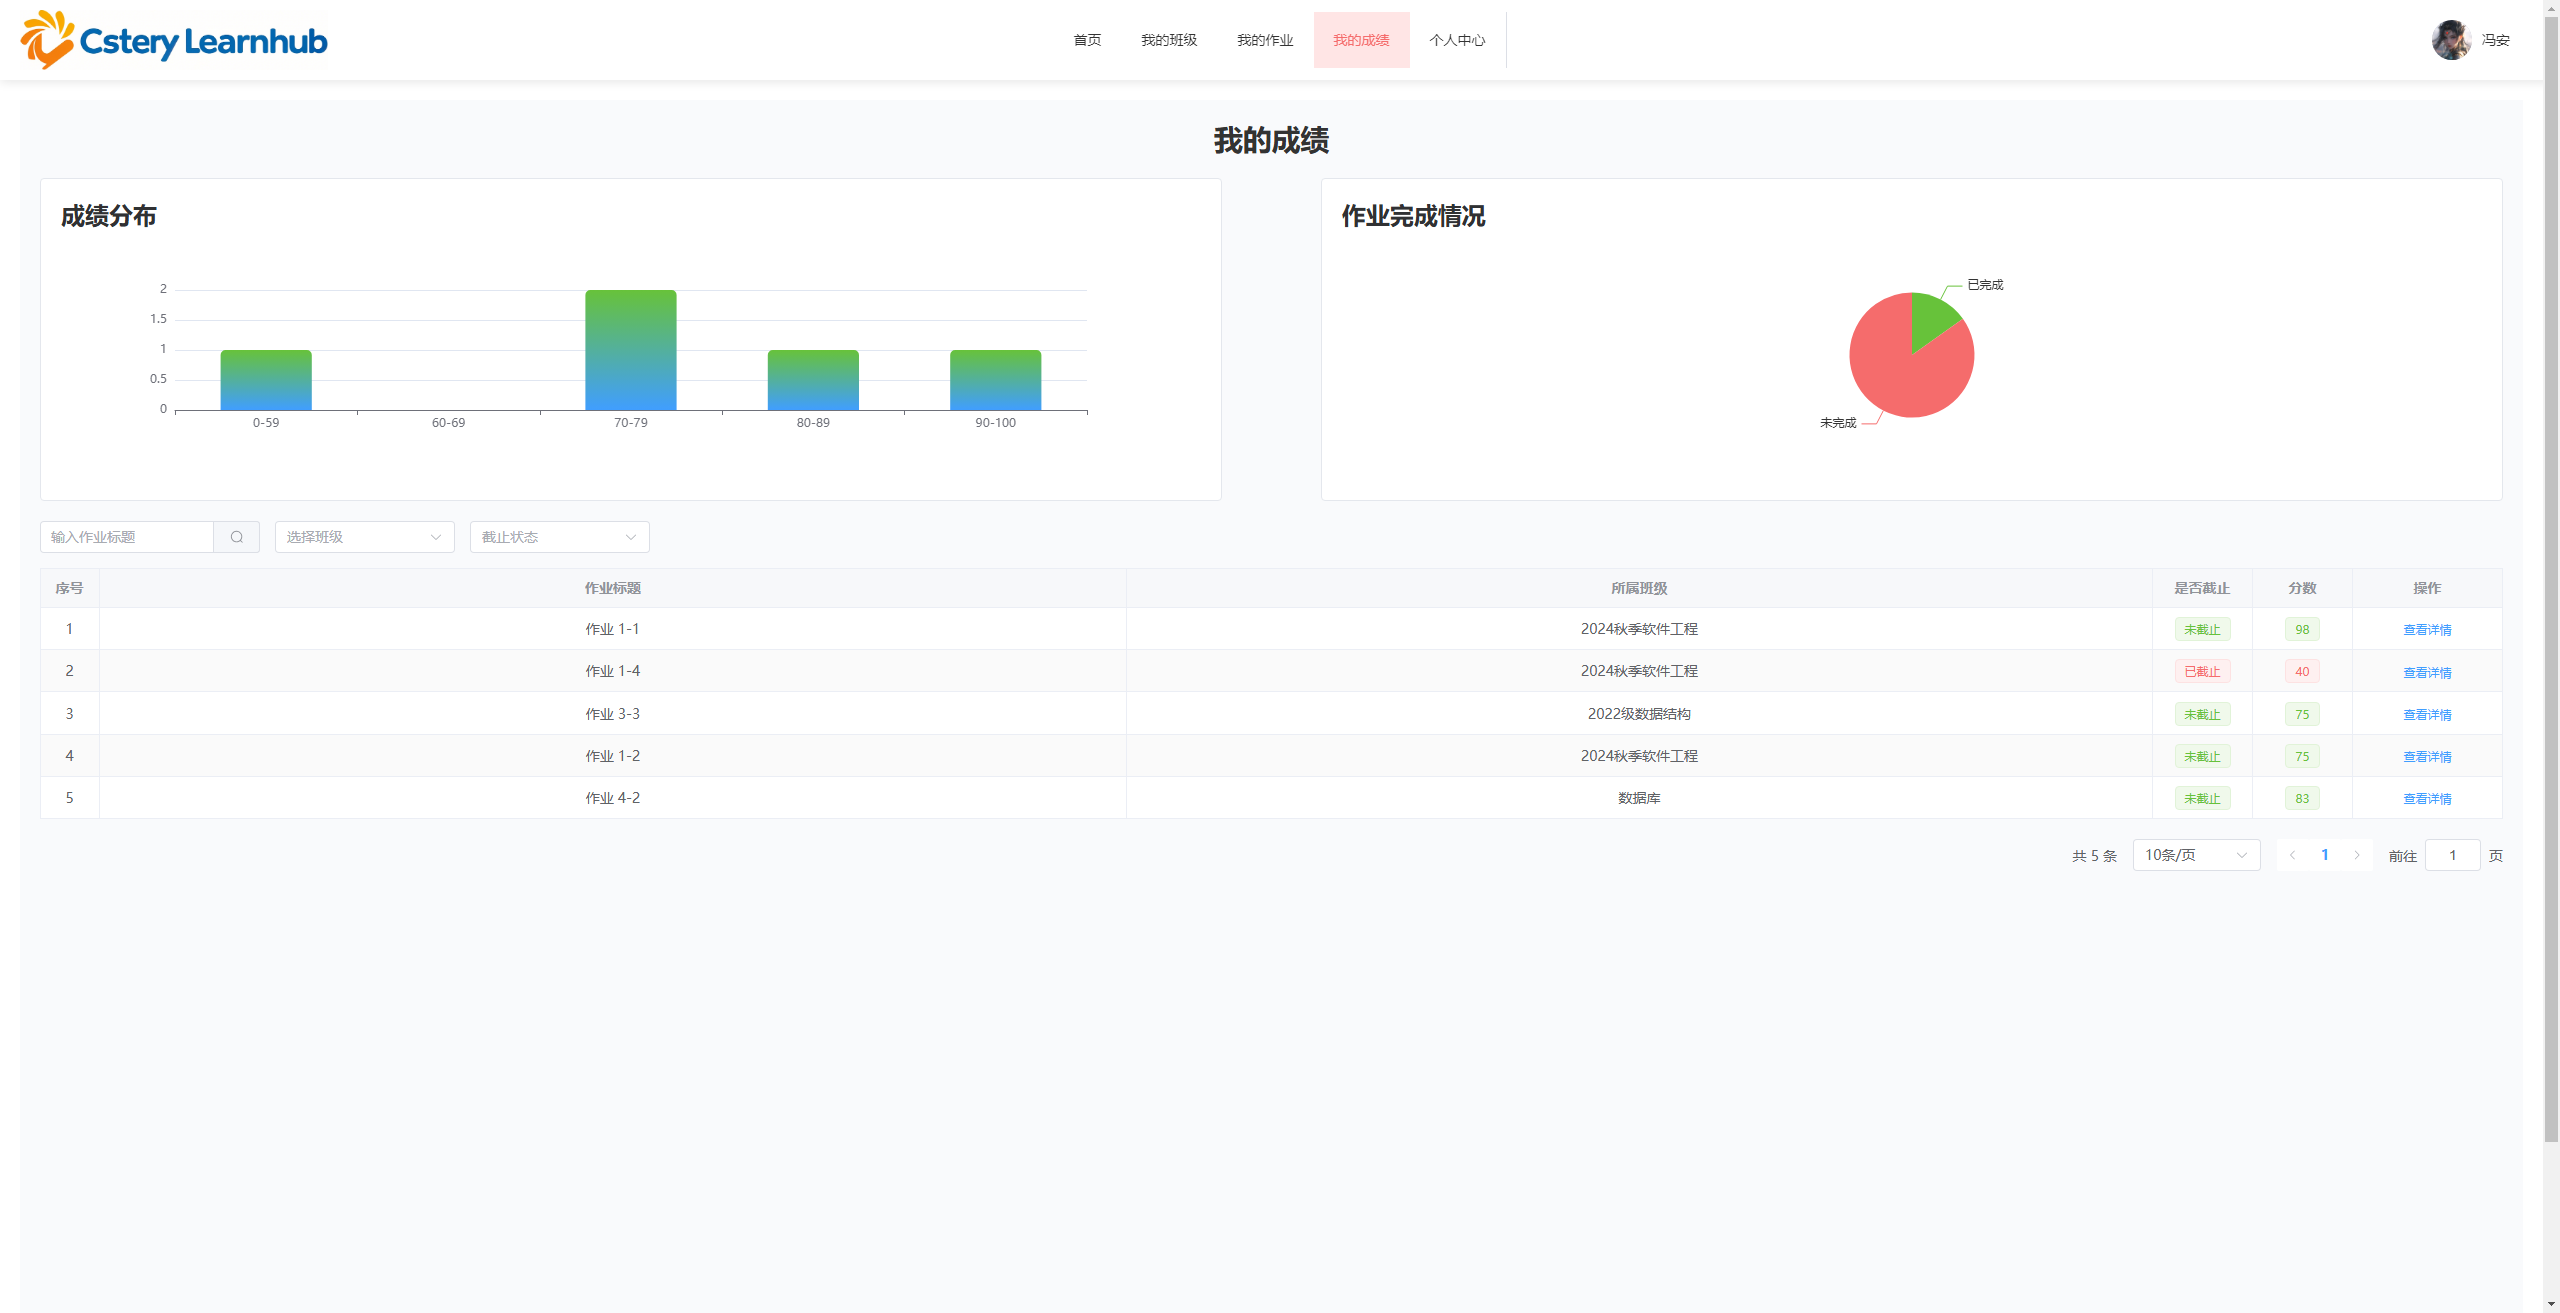 Cstery Learnhub
首页 我的班级 我的作业 我的成绩 个人中心 冯安
我的成绩
成绩分布
2
1.5
1
0.5
0
0-59 60-69 70-79 80-89 90-100
作业完成情况
已完成
未完成
输入作业标题 选择班级 截止状态
序号 作业标题 所属班级 是否截止 分数 操作
1 作业 1-1 2024秋季软件工程 未截止 98 查看详情
2 作业 1-4 2024秋季软件工程 已截止 40 查看详情
3 作业 3-3 2022级数据结构 未截止 75 查看详情
4 作业 1-2 2024秋季软件工程 未截止 75 查看详情
5 作业 4-2 数据库 未截止 83 查看详情
共 5 条 10条/页 1 前往 1 页